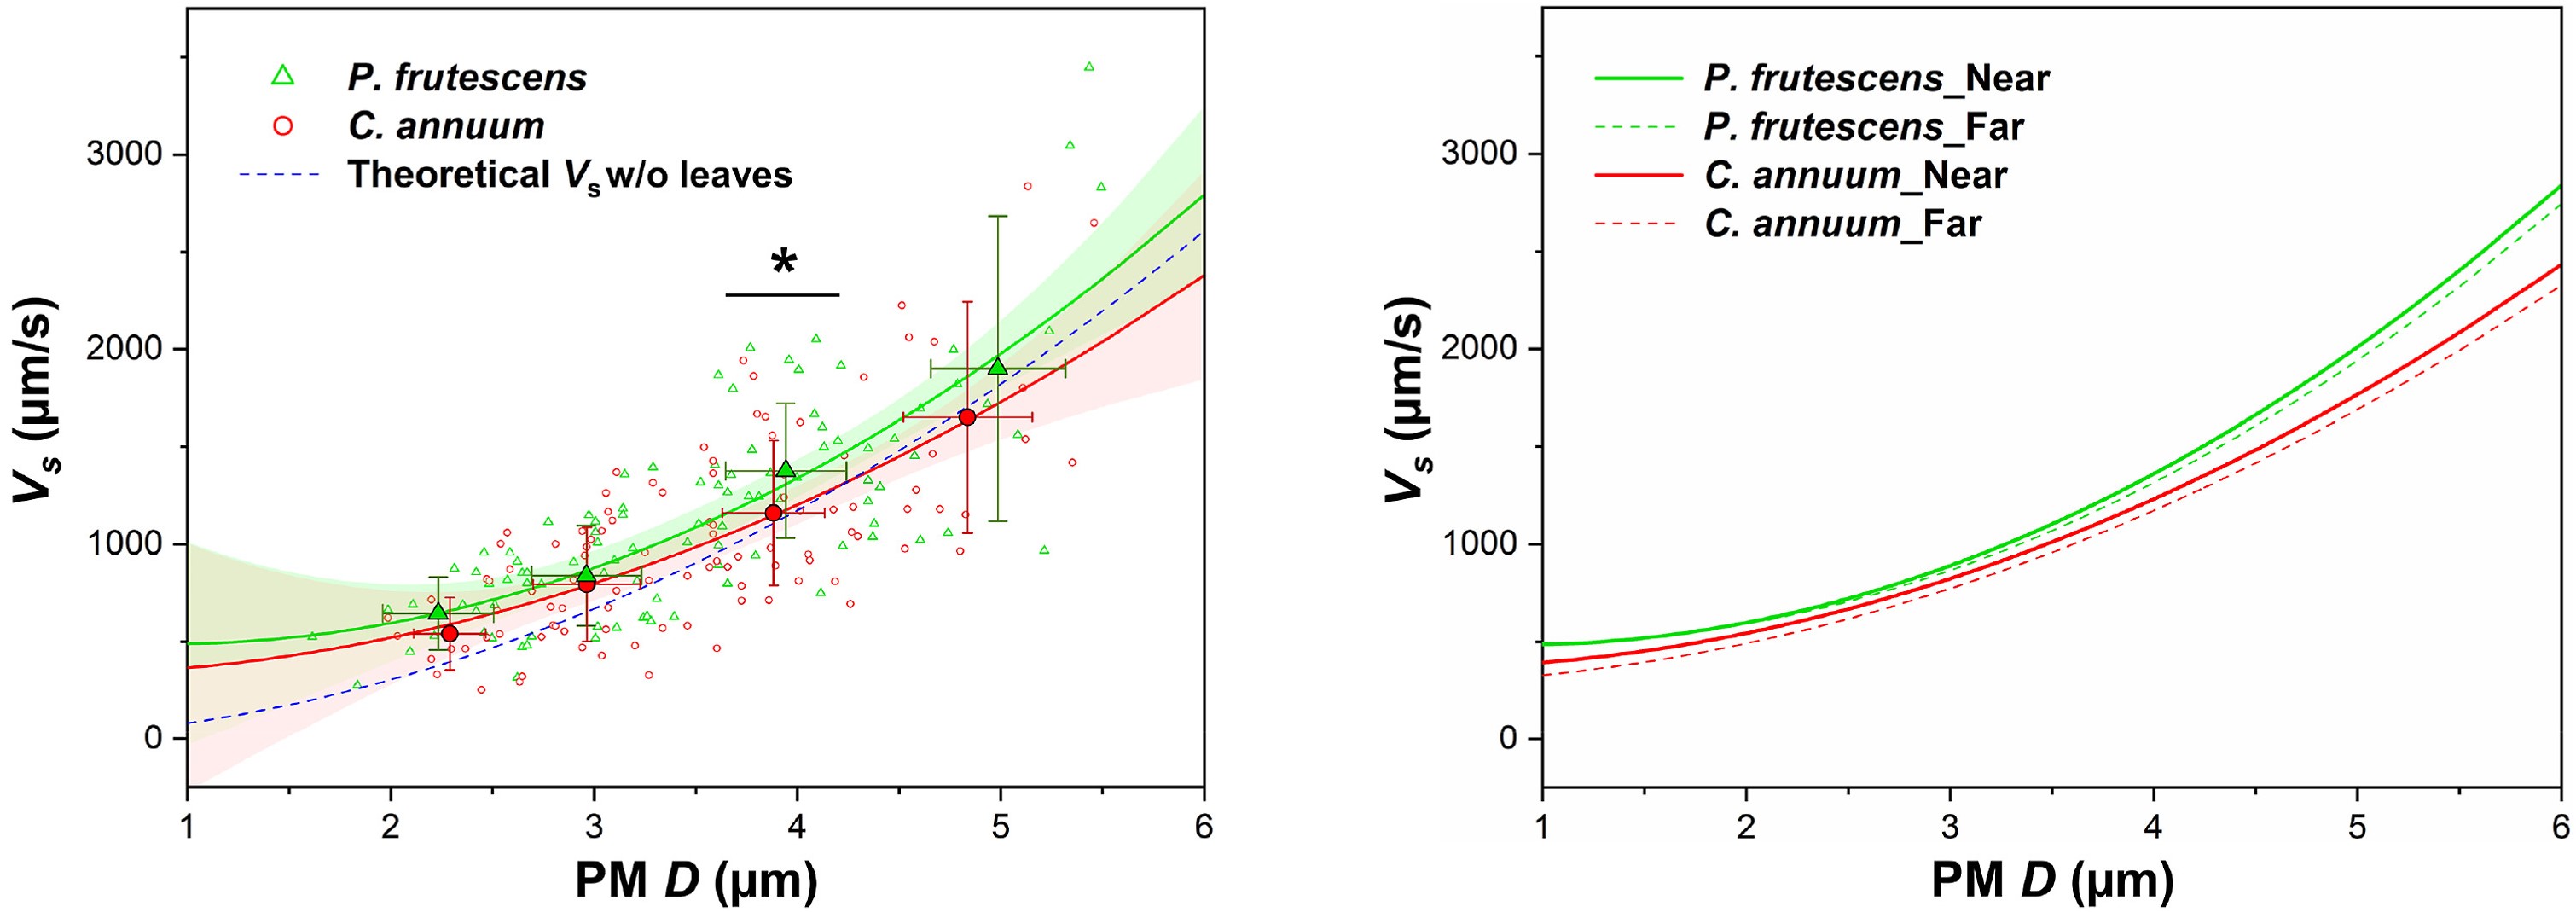 P. frutescens
C. annuum
Theoretical Vs w/o leaves
*
3000
2000
1000
0
1 2 3 4 5 6
Vs (μm/s)
PM D (μm)
P. frutescens_Near
P. frutescens_Far
C. annuum_Near
C. annuum_Far
3000
2000
1000
0
1 2 3 4 5 6
Vs (μm/s)
PM D (μm)